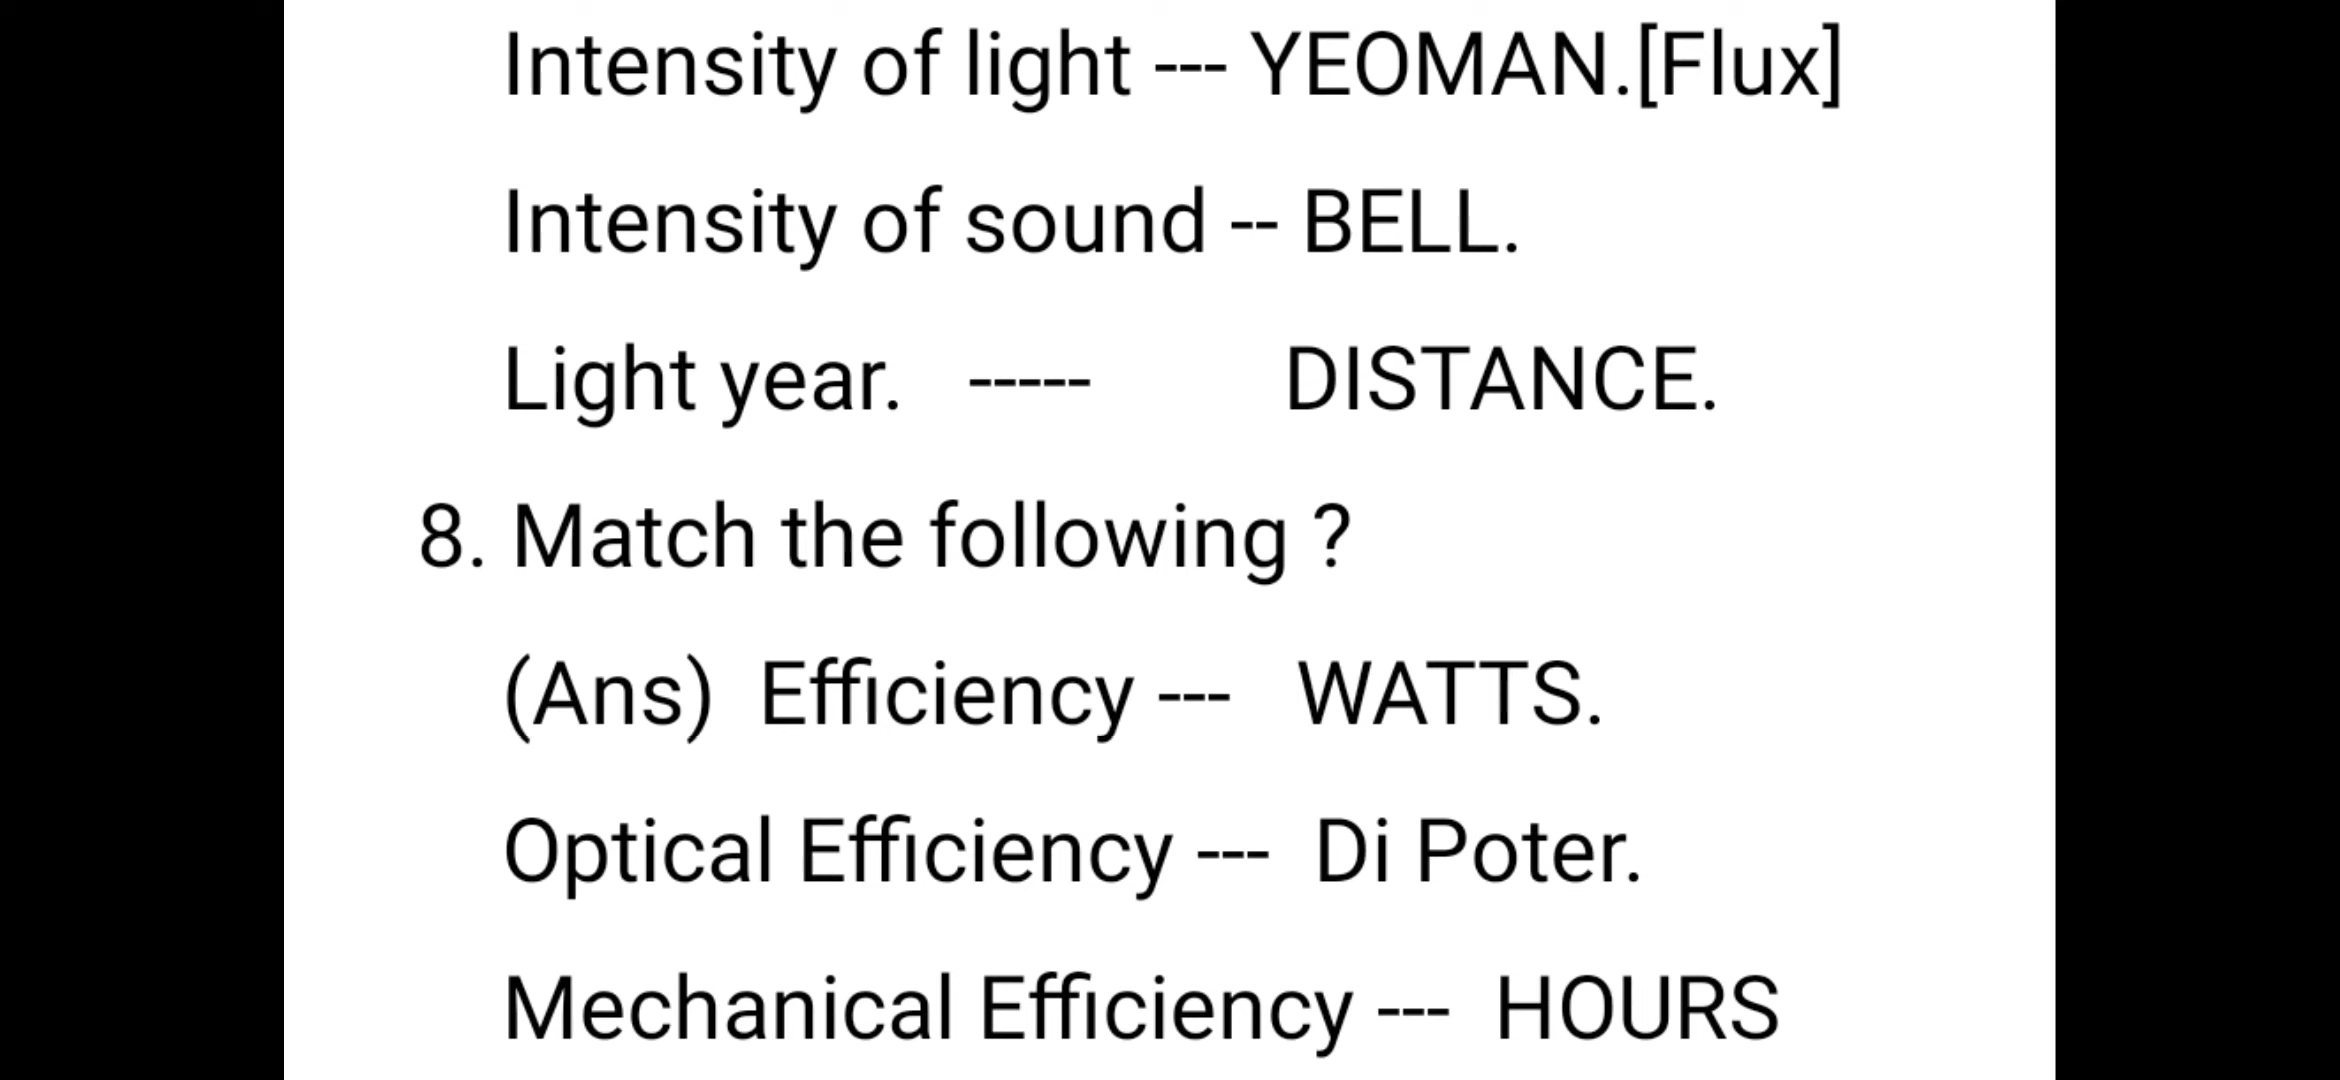 Intensity of light --- YEOMAN.[Flux]
Intensity of sound -- BELL.
Light year. ----- DISTANCE.
8. Match the following ?
(Ans) Efficiency --- WATTS.
Optical Efficiency --- Di Poter.
Mechanical Efficiency --- HOURS